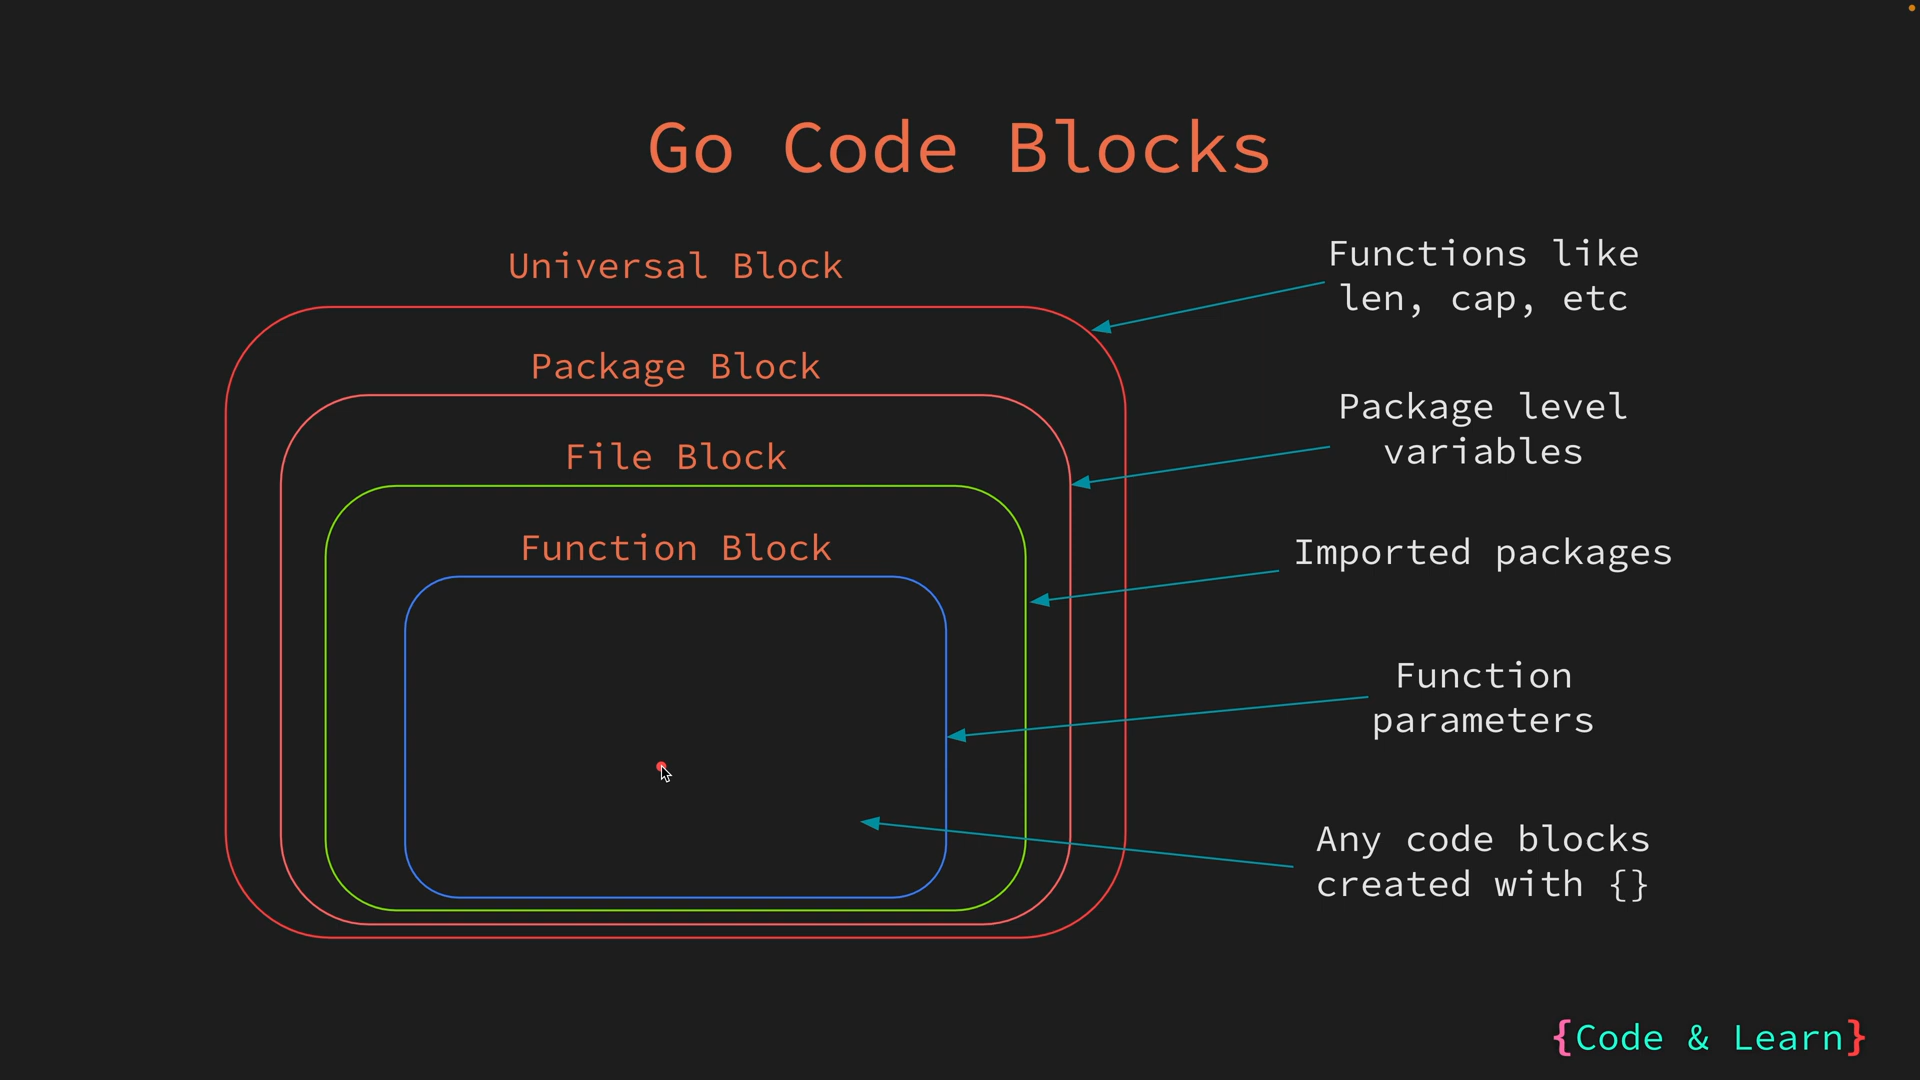 Go Code Blocks
Universal Block
Package Block
File Block
Function Block
Functions like
len, cap, etc
Package level
variables
Imported packages
Function
parameters
Any code blocks
created with {}
{Code & Learn}